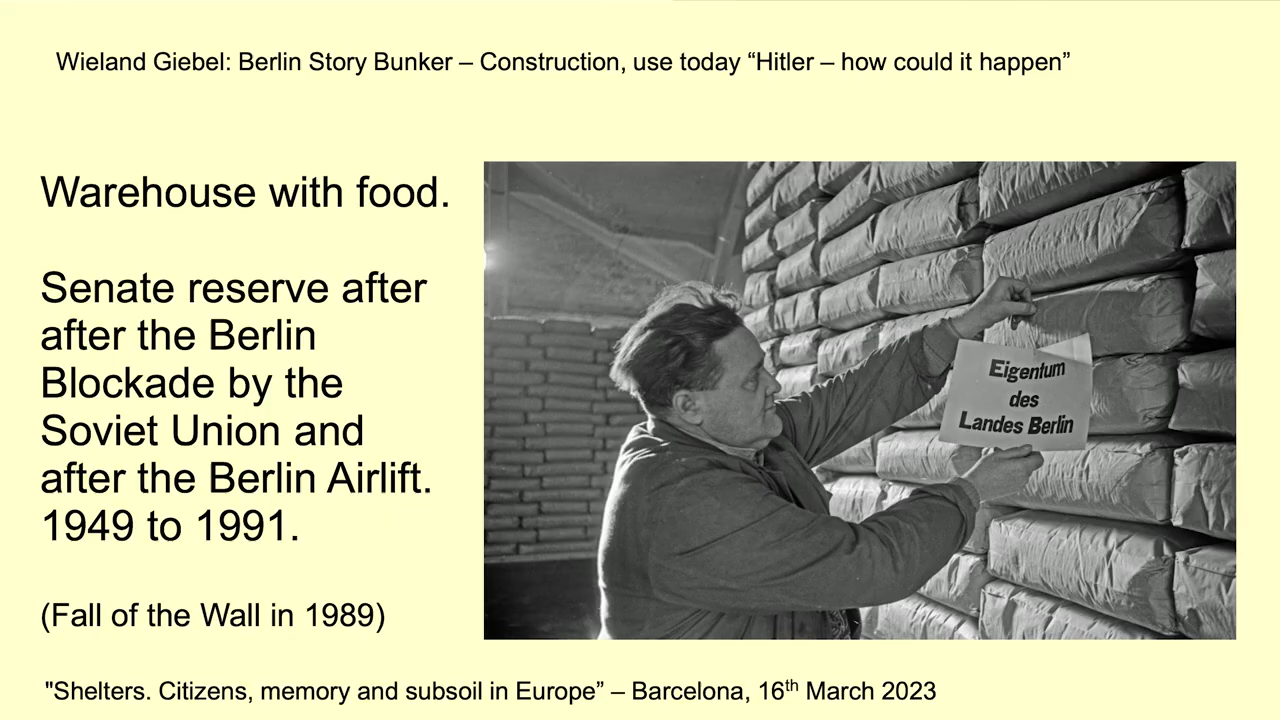 Wieland Giebel: Berlin Story Bunker – Construction, use today “Hitler – how could it happen”
Warehouse with food.
Senate reserve after
after the Berlin
Blockade by the
Soviet Union and
after the Berlin Airlift.
1949 to 1991.
(Fall of the Wall in 1989)
Eigentum
des
Landes Berlin
"Shelters. Citizens, memory and subsoil in Europe” – Barcelona, 16th March 2023